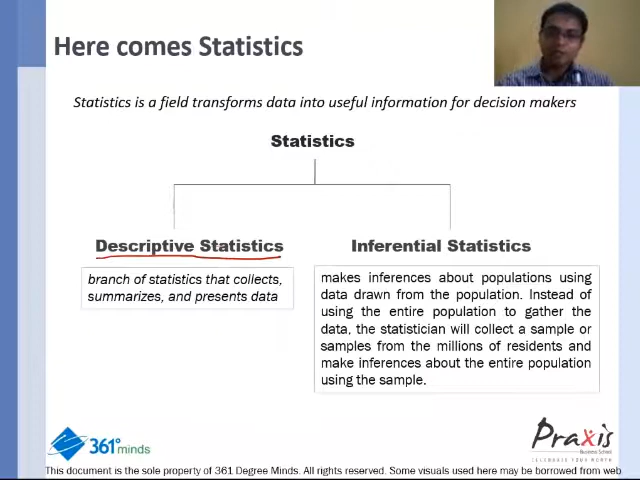 Here comes Statistics
Statistics is a field transforms data into useful information for decision makers
Statistics
Descriptive Statistics
branch of statistics that collects,
summarizes, and presents data
Inferential Statistics
makes inferences about populations using
data drawn from the population. Instead of
using the entire population to gather the
data, the statistician will collect a sample or
samples from the millions of residents and
make inferences about the entire population
using the sample.
361° minds
Praxis
Business School
CELEBRATE YOUR WORTH
This document is the sole property of 361 Degree Minds. All rights reserved. Some visuals used here may be borrowed from web